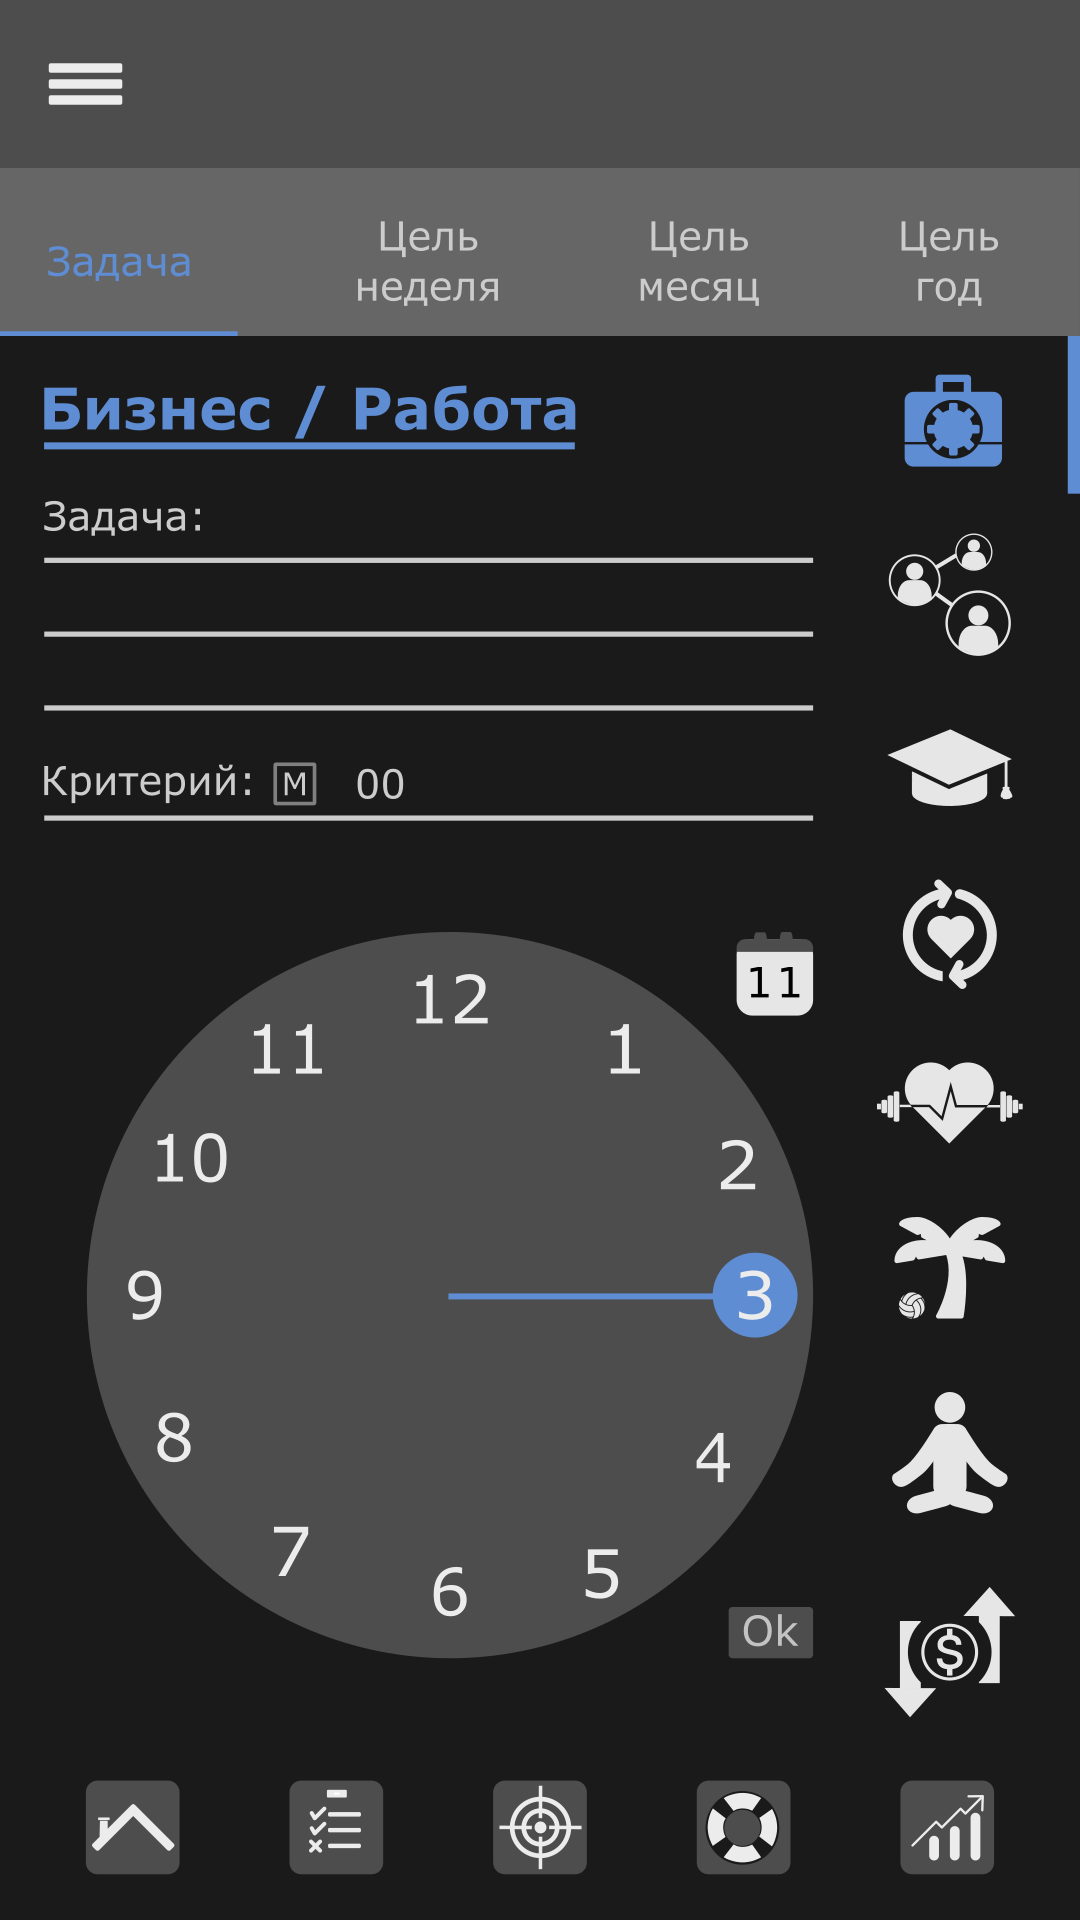 Задача
Цель
неделя
Цель
месяц
Цель
год
Бизнес / Работа
Задача:
Критерий: М 00
11
12
1
2
3
4
5
6
7
8
9
10
11
$
Ok